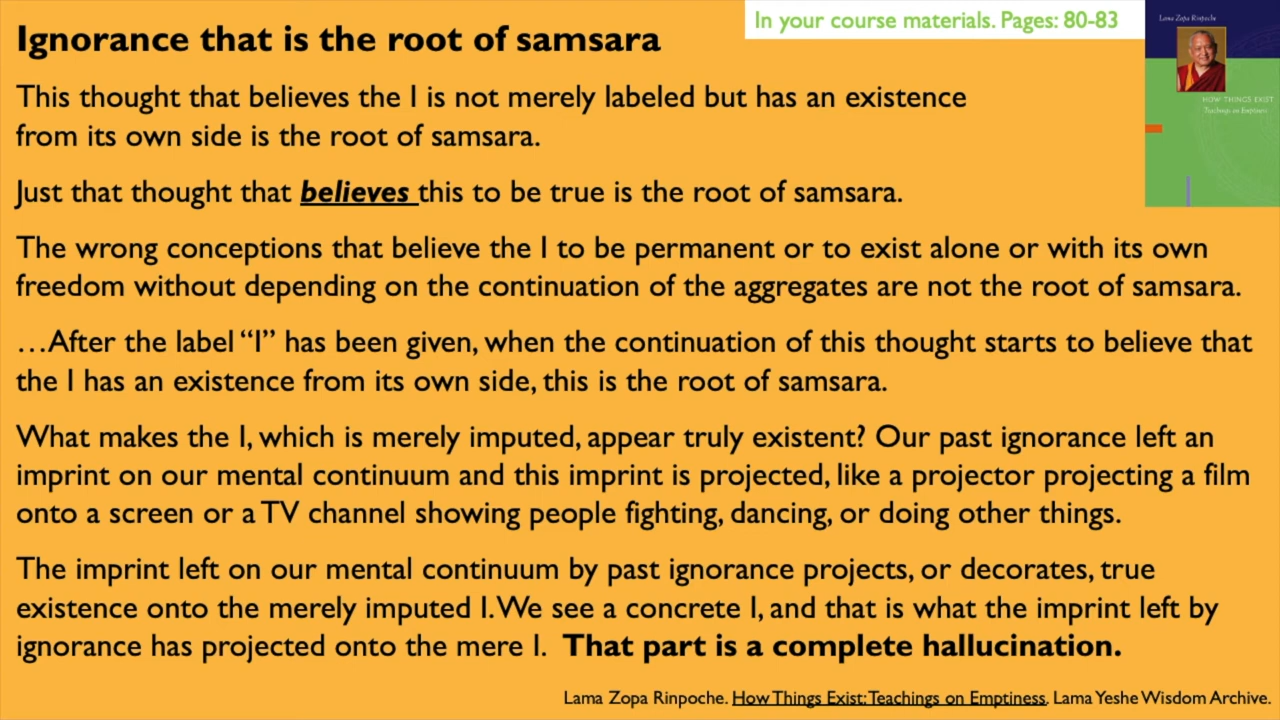 In your course materials. Pages: 80-83
Lama Zopa Rinpoche
HOW THINGS EXIST
Teachings on Emptiness
Ignorance that is the root of samsara
This thought that believes the I is not merely labeled but has an existence
from its own side is the root of samsara.
Just that thought that believes this to be true is the root of samsara.
The wrong conceptions that believe the I to be permanent or to exist alone or with its own
freedom without depending on the continuation of the aggregates are not the root of samsara.
…After the label “I” has been given, when the continuation of this thought starts to believe that
the I has an existence from its own side, this is the root of samsara.
What makes the I, which is merely imputed, appear truly existent? Our past ignorance left an
imprint on our mental continuum and this imprint is projected, like a projector projecting a film
onto a screen or a TV channel showing people fighting, dancing, or doing other things.
The imprint left on our mental continuum by past ignorance projects, or decorates, true
existence onto the merely imputed I. We see a concrete I, and that is what the imprint left by
ignorance has projected onto the mere I. That part is a complete hallucination.
Lama Zopa Rinpoche. How Things Exist: Teachings on Emptiness. Lama Yeshe Wisdom Archive.